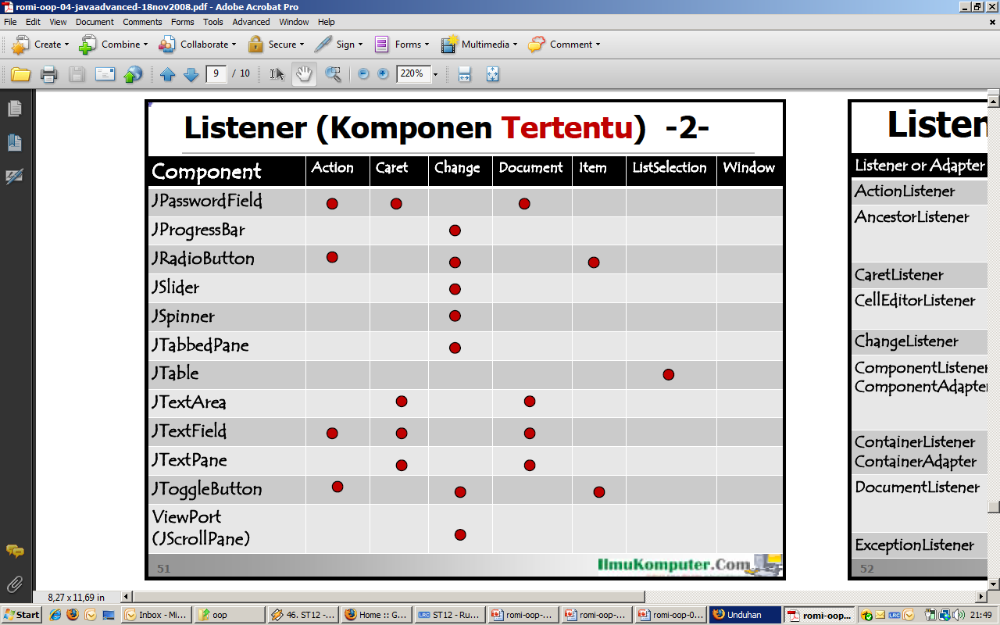 romi-oop-04-javaadvanced-18nov2008.pdf - Adobe Acrobat Pro
File Edit View Document Comments Forms Tools Advanced Window Help
Create Combine Collaborate Secure Sign Forms Multimedia Comment
9 / 10 220%
Listener (Komponen Tertentu) -2-
Component Action Caret Change Document Item ListSelection Window
JPasswordField
JProgressBar
JRadioButton
JSlider
JSpinner
JTabbedPane
JTable
JTextArea
JTextField
JTextPane
JToggleButton
ViewPort
(JScrollPane)
51 IlmuKomputer.Com
Listen
Listener or Adapter
ActionListener
AncestorListener
CaretListener
CellEditorListener
ChangeListener
ComponentListener
ComponentAdapter
ContainerListener
ContainerAdapter
DocumentListener
ExceptionListener
52
8,27 x 11,69 in
Start Inbox - Mi... oop 46. ST12 -... Home :: G... ST12 - Ru... romi-oop-... romi-oop-... romi-oop-0... Unduhan romi-oop... 21:49